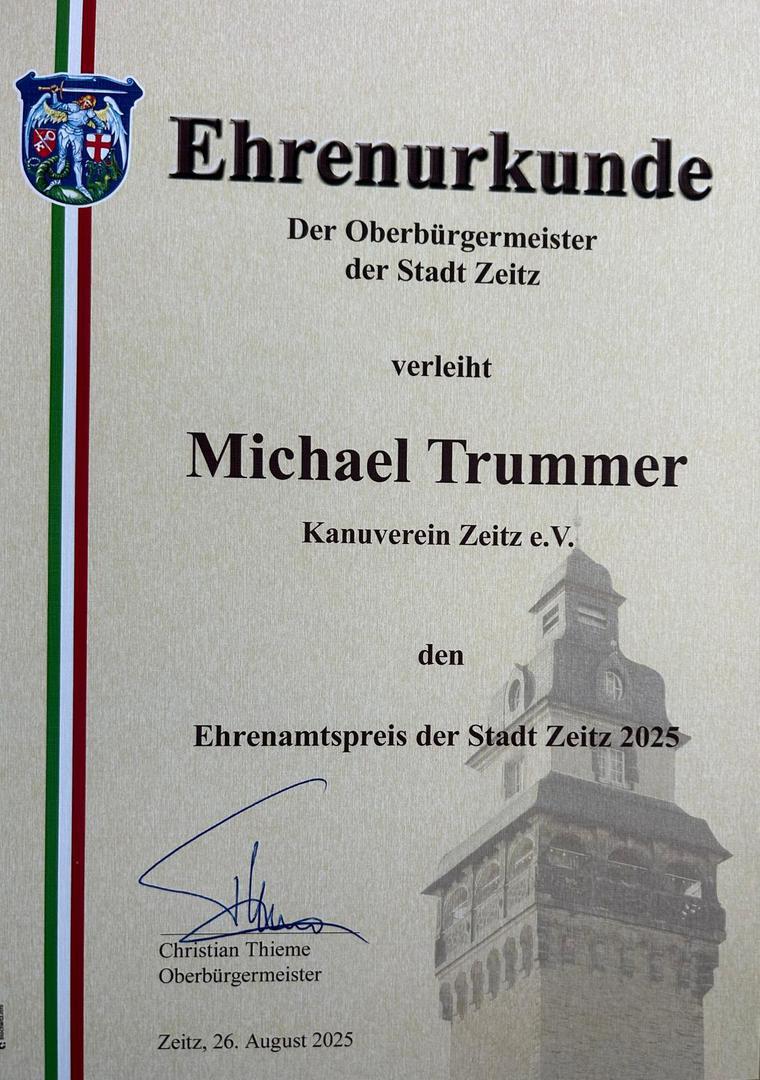 Ehrenurkunde
Der Oberbürgermeister
der Stadt Zeitz
verleiht
Michael Trummer
Kanuverein Zeitz e.V.
den
Ehrenamtspreis der Stadt Zeitz 2025
Christian Thieme
Oberbürgermeister
Zeitz, 26. August 2025